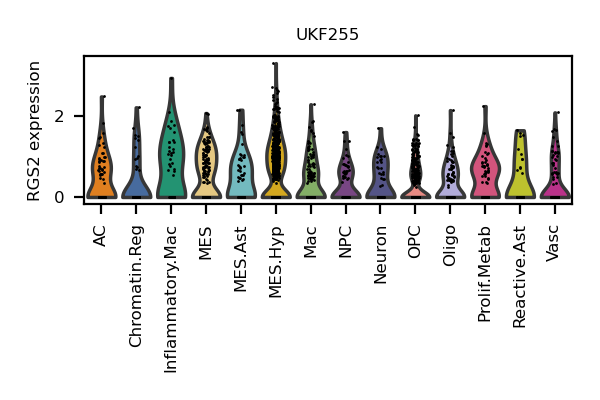 UKF255
RGS2 expression
2
0
AC
Chromatin.Reg
Inflammatory.Mac
MES
MES.Ast
MES.Hyp
Mac
NPC
Neuron
OPC
Oligo
Prolif.Metab
Reactive.Ast
Vasc